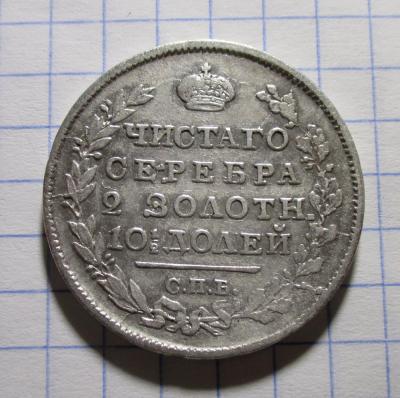 ЧИСТАГО
СЕРЕБРА
2 ЗОЛОТН.
10½ ДОЛЕЙ
С.П.Б.